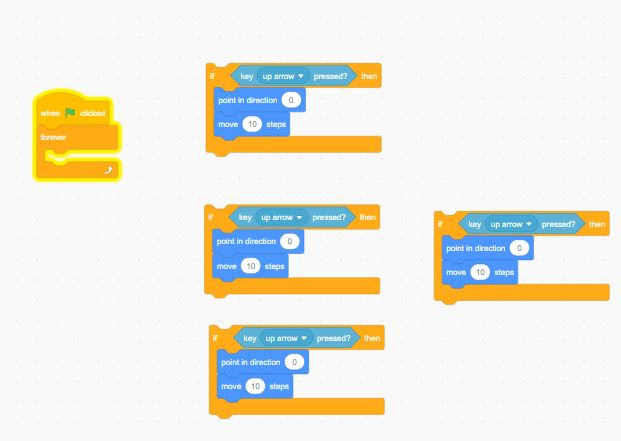 when clicked
forever
if key up arrow pressed? then
point in direction 0
move 10 steps
if key up arrow pressed? then
point in direction 0
move 10 steps
if key up arrow pressed? then
point in direction 0
move 10 steps
if key up arrow pressed? then
point in direction 0
move 10 steps